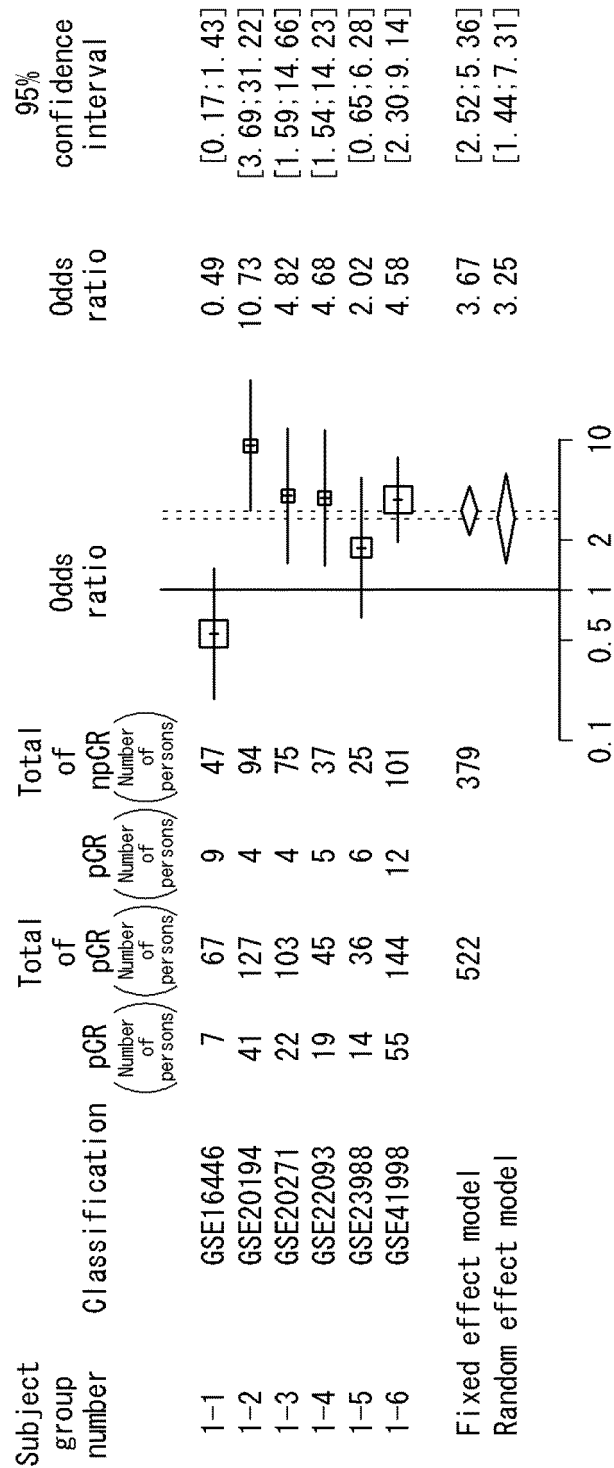 Subject group number
Classification
pCR (Number of persons)
Total of pCR (Number of persons)
pCR (Number of persons)
Total of npCR (Number of persons)
Odds ratio
Odds ratio
95% confidence interval
1-1 GSE16446 7 67 9 47 0.49 [0.17;1.43]
1-2 GSE20194 41 127 4 94 10.73 [3.69;31.22]
1-3 GSE20271 22 103 4 75 4.82 [1.59;14.66]
1-4 GSE22093 19 45 5 37 4.68 [1.54;14.23]
1-5 GSE23988 14 36 6 25 2.02 [0.65;6.28]
1-6 GSE41998 55 144 12 101 4.58 [2.30;9.14]
Fixed effect model 522 379 3.67 [2.52;5.36]
Random effect model 3.25 [1.44;7.31]
0.1 0.5 1 2 10